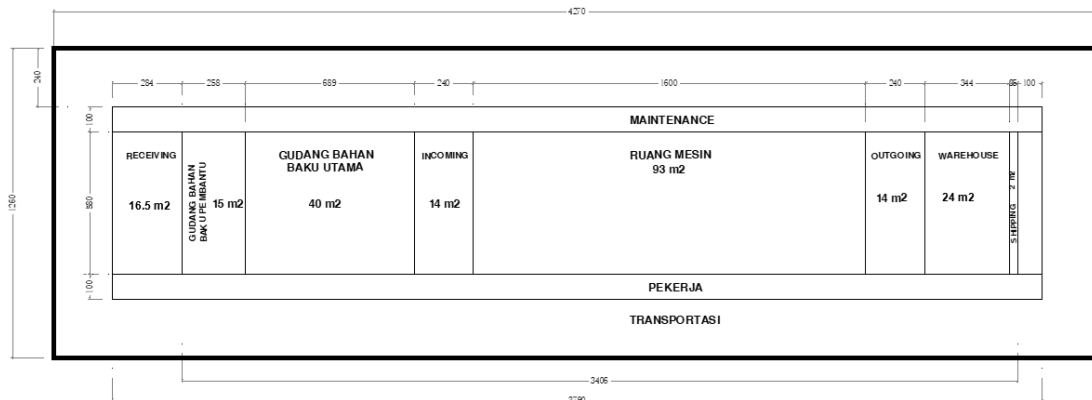 4270
240
1260
284
258
689
240
1600
240
344
100
100
MAINTENANCE
RECEIVING
16.5 m2
GUDANG BAHAN
BAKU PEMBANTU
15 m2
GUDANG BAHAN
BAKU UTAMA
40 m2
INCOMING
14 m2
RUANG MESIN
93 m2
OUTGOING
14 m2
WAREHOUSE
24 m2
SHIPPING 2 m2
100
PEKERJA
TRANSPORTASI
3406